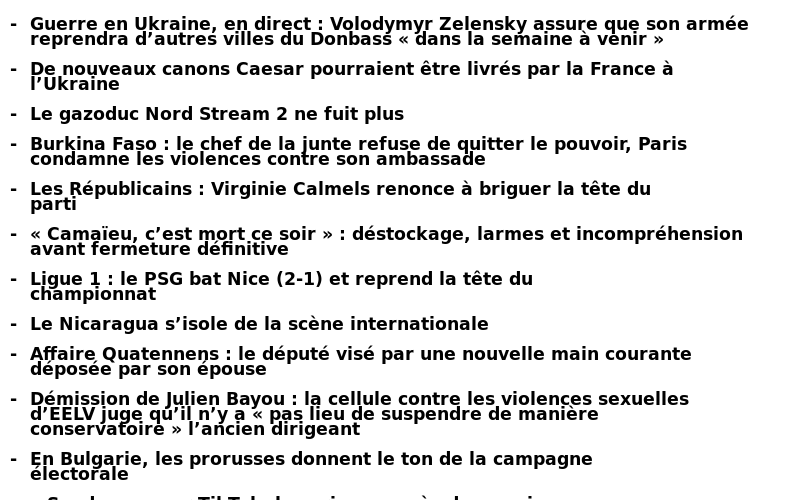 - Guerre en Ukraine, en direct : Volodymyr Zelensky assure que son armée
reprendra d’autres villes du Donbass « dans la semaine à venir »
- De nouveaux canons Caesar pourraient être livrés par la France à
l’Ukraine
- Le gazoduc Nord Stream 2 ne fuit plus
- Burkina Faso : le chef de la junte refuse de quitter le pouvoir, Paris
condamne les violences contre son ambassade
- Les Républicains : Virginie Calmels renonce à briguer la tête du
parti
- « Camaïeu, c’est mort ce soir » : déstockage, larmes et incompréhension
avant fermeture définitive
- Ligue 1 : le PSG bat Nice (2-1) et reprend la tête du
championnat
- Le Nicaragua s’isole de la scène internationale
- Affaire Quatennens : le député visé par une nouvelle main courante
déposée par son épouse
- Démission de Julien Bayou : la cellule contre les violences sexuelles
d’EELV juge qu’il n’y a « pas lieu de suspendre de manière
conservatoire » l’ancien dirigeant
- En Bulgarie, les prorusses donnent le ton de la campagne
électorale